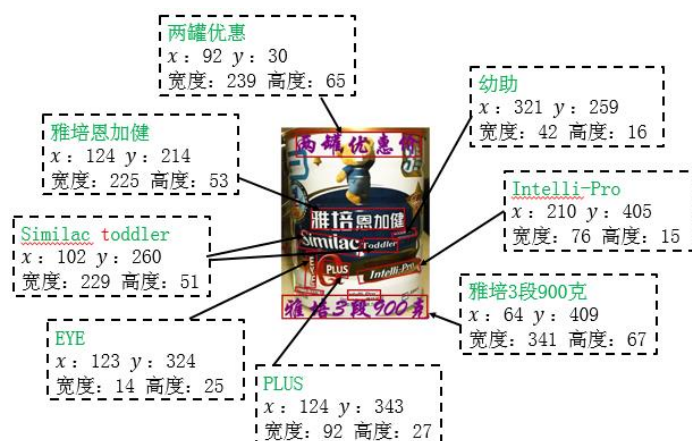 两罐优惠
x：92 y：30
宽度：239 高度：65
幼助
x：321 y：259
宽度：42 高度：16
雅培恩加健
x：124 y：214
宽度：225 高度：53
两罐优惠价
Intelli-Pro
x：210 y：405
宽度：76 高度：15
雅培恩加健
Similac Toddler
Similac toddler
x：102 y：260
宽度：229 高度：51
PLUS
Intelli-Pro
雅培3段900克
x：64 y：409
宽度：341 高度：67
雅培3段900克
EYE
x：123 y：324
宽度：14 高度：25
PLUS
x：124 y：343
宽度：92 高度：27